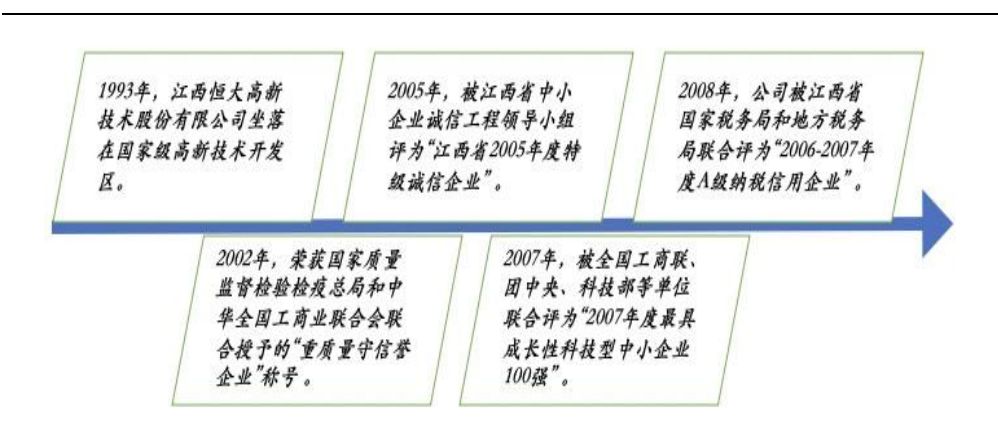 1993年，江西恒大高新
技术股份有限公司坐落
在国家级高新技术开发
区。
2002年，荣获国家质量
监督检验检疫总局和中
华全国工商业联合会联
合授予的“重质量守信誉
企业”称号。
2005年，被江西省中小
企业诚信工程领导小组
评为“江西省2005年度特
级诚信企业”。
2007年，被全国工商联、
团中央、科技部等单位
联合评为“2007年度最具
成长性科技型中小企业
100强”。
2008年，公司被江西省
国家税务局和地方税务
局联合评为“2006-2007年
度A级纳税信用企业”。